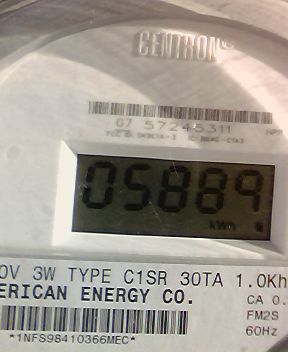 CENTRON®
07 57245311
05889
kWh
0V 3W TYPE C1SR 30TA 1.0Kh
ERICAN ENERGY CO. CA 0.
FM2S
60Hz
*1NFS98410366MEC*